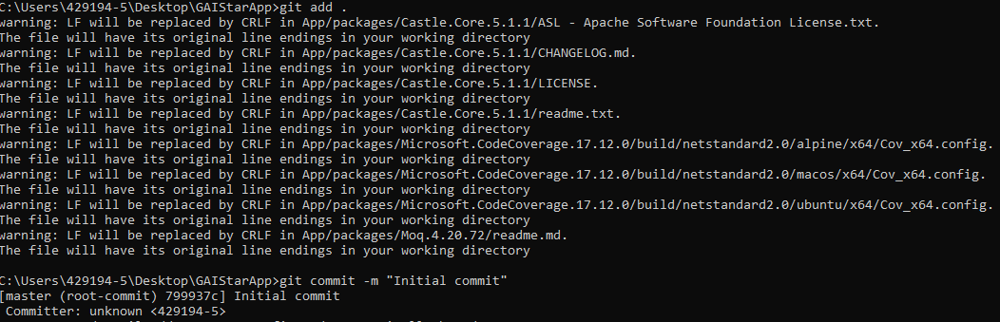 C:\Users\429194-5\Desktop\GAIStarApp>git add .
warning: LF will be replaced by CRLF in App/packages/Castle.Core.5.1.1/ASL - Apache Software Foundation License.txt.
The file will have its original line endings in your working directory
warning: LF will be replaced by CRLF in App/packages/Castle.Core.5.1.1/CHANGELOG.md.
The file will have its original line endings in your working directory
warning: LF will be replaced by CRLF in App/packages/Castle.Core.5.1.1/LICENSE.
The file will have its original line endings in your working directory
warning: LF will be replaced by CRLF in App/packages/Castle.Core.5.1.1/readme.txt.
The file will have its original line endings in your working directory
warning: LF will be replaced by CRLF in App/packages/Microsoft.CodeCoverage.17.12.0/build/netstandard2.0/alpine/x64/Cov_x64.config.
The file will have its original line endings in your working directory
warning: LF will be replaced by CRLF in App/packages/Microsoft.CodeCoverage.17.12.0/build/netstandard2.0/macos/x64/Cov_x64.config.
The file will have its original line endings in your working directory
warning: LF will be replaced by CRLF in App/packages/Microsoft.CodeCoverage.17.12.0/build/netstandard2.0/ubuntu/x64/Cov_x64.config.
The file will have its original line endings in your working directory
warning: LF will be replaced by CRLF in App/packages/Moq.4.20.72/readme.md.
The file will have its original line endings in your working directory
C:\Users\429194-5\Desktop\GAIStarApp>git commit -m "Initial commit"
[master (root-commit) 799937c] Initial commit
Committer: unknown <429194-5>